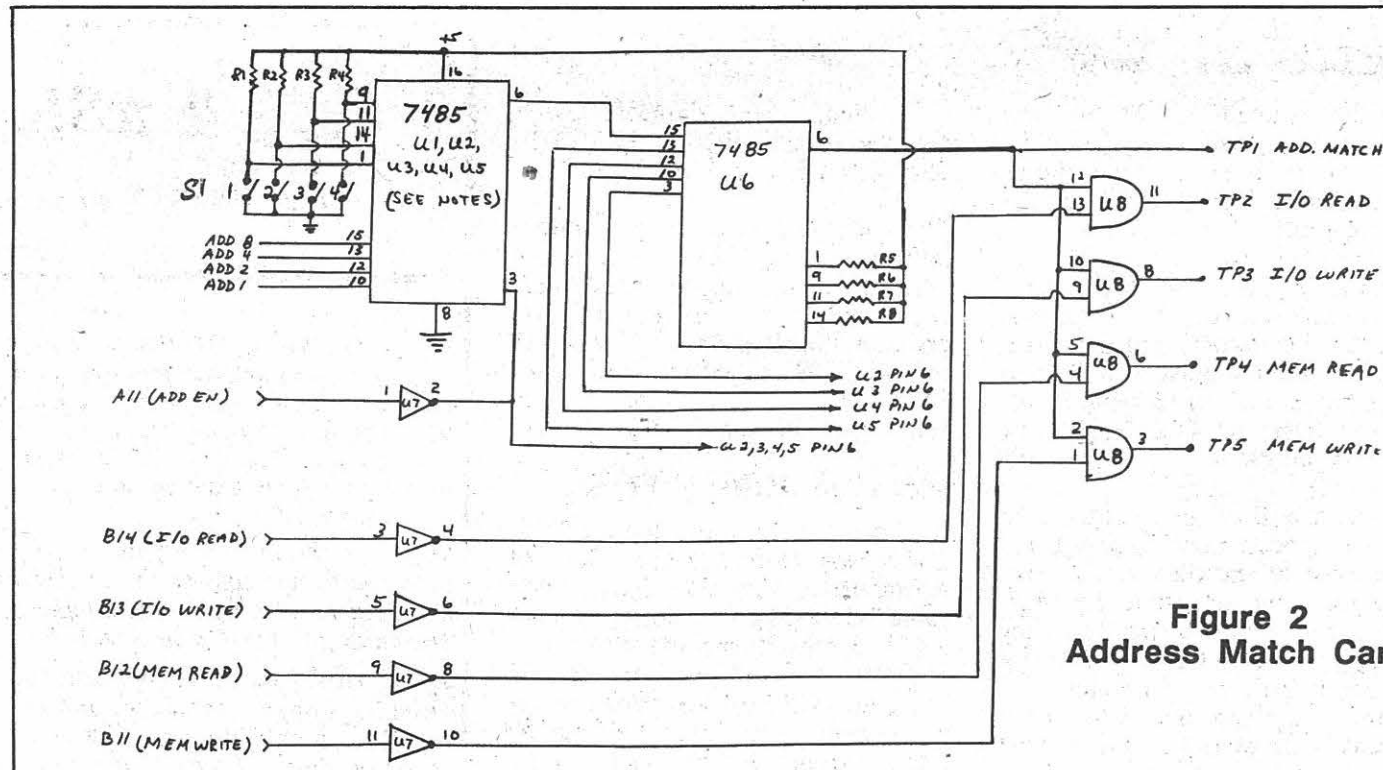 +5
R1 R2 R3 R4
16
9
11
14
1
7485
U1, U2,
U3, U4, U5
(SEE NOTES)
6
3
8
S1 1 2 3 4
ADD 8 15
ADD 4 13
ADD 2 12
ADD 1 10
15
13
12
10
3
7485
U6
6
1 R5
9 R6
11 R7
14 R8
TP1 ADD. MATCH
12
13
U8
11
TP2 I/O READ
10
9
U8
8
TP3 I/O WRITE
5
4
U8
6
TP4 MEM READ
2
1
U8
3
TP5 MEM WRITE
U2 PIN 6
U3 PIN 6
U4 PIN 6
U5 PIN 6
U2,3,4,5 PIN 6
A11 (ADD EN) 1 U7 2
B14 (I/O READ) 3 U7 4
B13 (I/O WRITE) 5 U7 6
B12 (MEM READ) 9 U7 8
B11 (MEM WRITE) 11 U7 10
Figure 2
Address Match Car